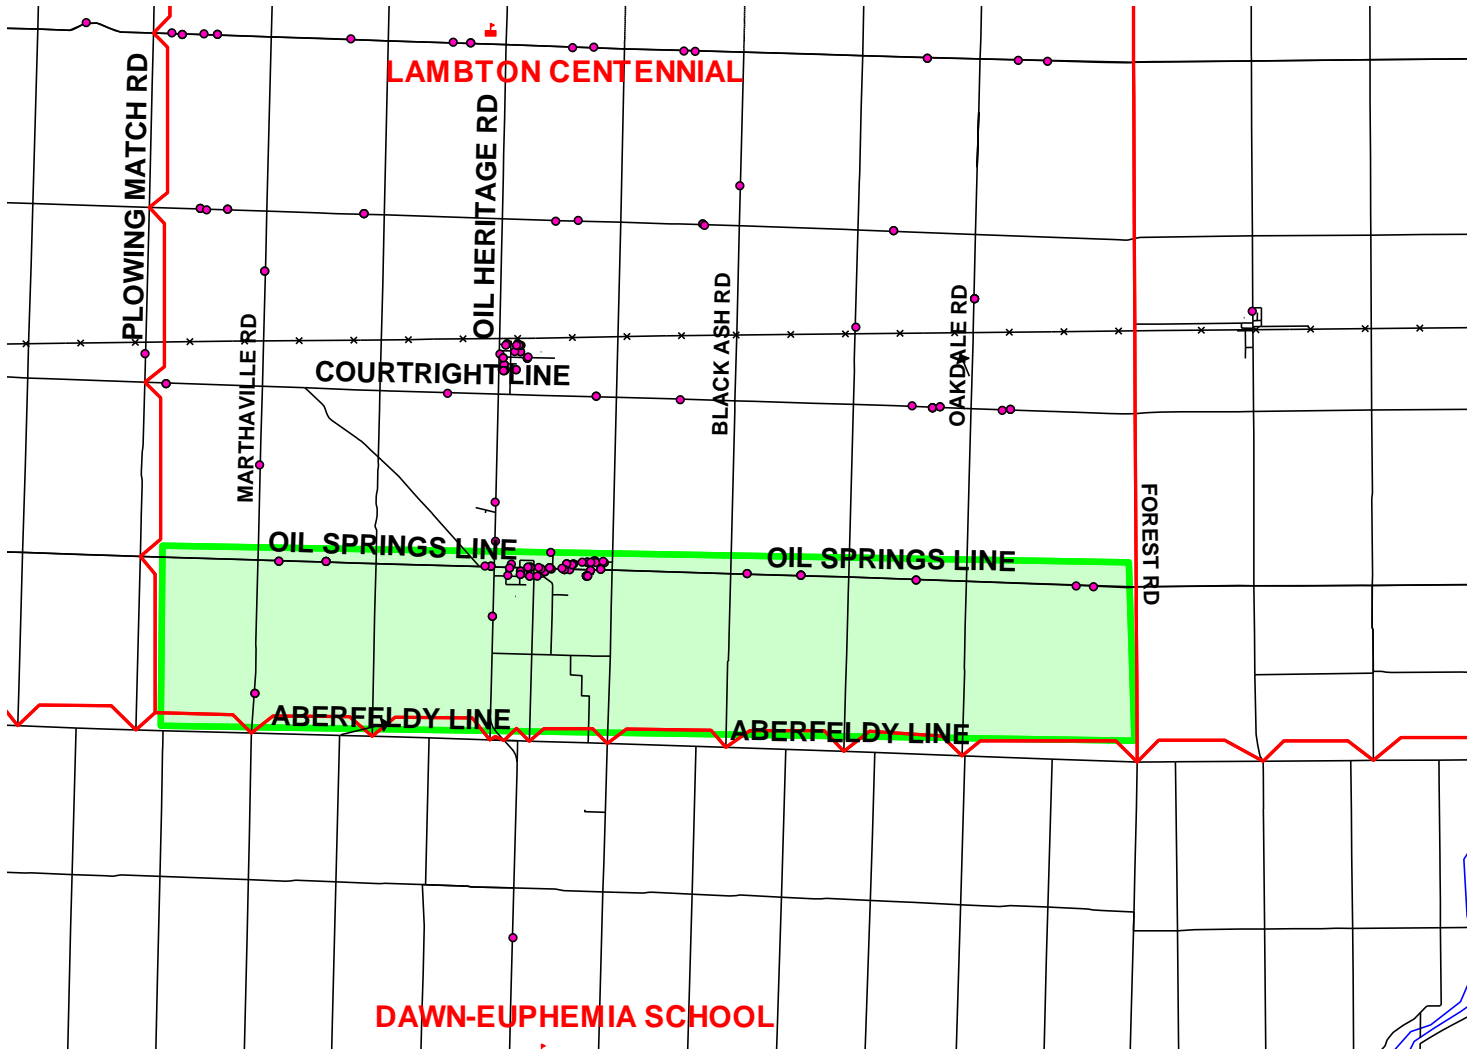 LAMBTON CENTENNIAL
PLOWING MATCH RD
OIL HERITAGE RD
MARTHAVILLE RD
BLACK ASH RD
OAKDALE RD
COURTRIGHT LINE
FOREST RD
OIL SPRINGS LINE
OIL SPRINGS LINE
ABERFELDY LINE
ABERFELDY LINE
DAWN-EUPHEMIA SCHOOL